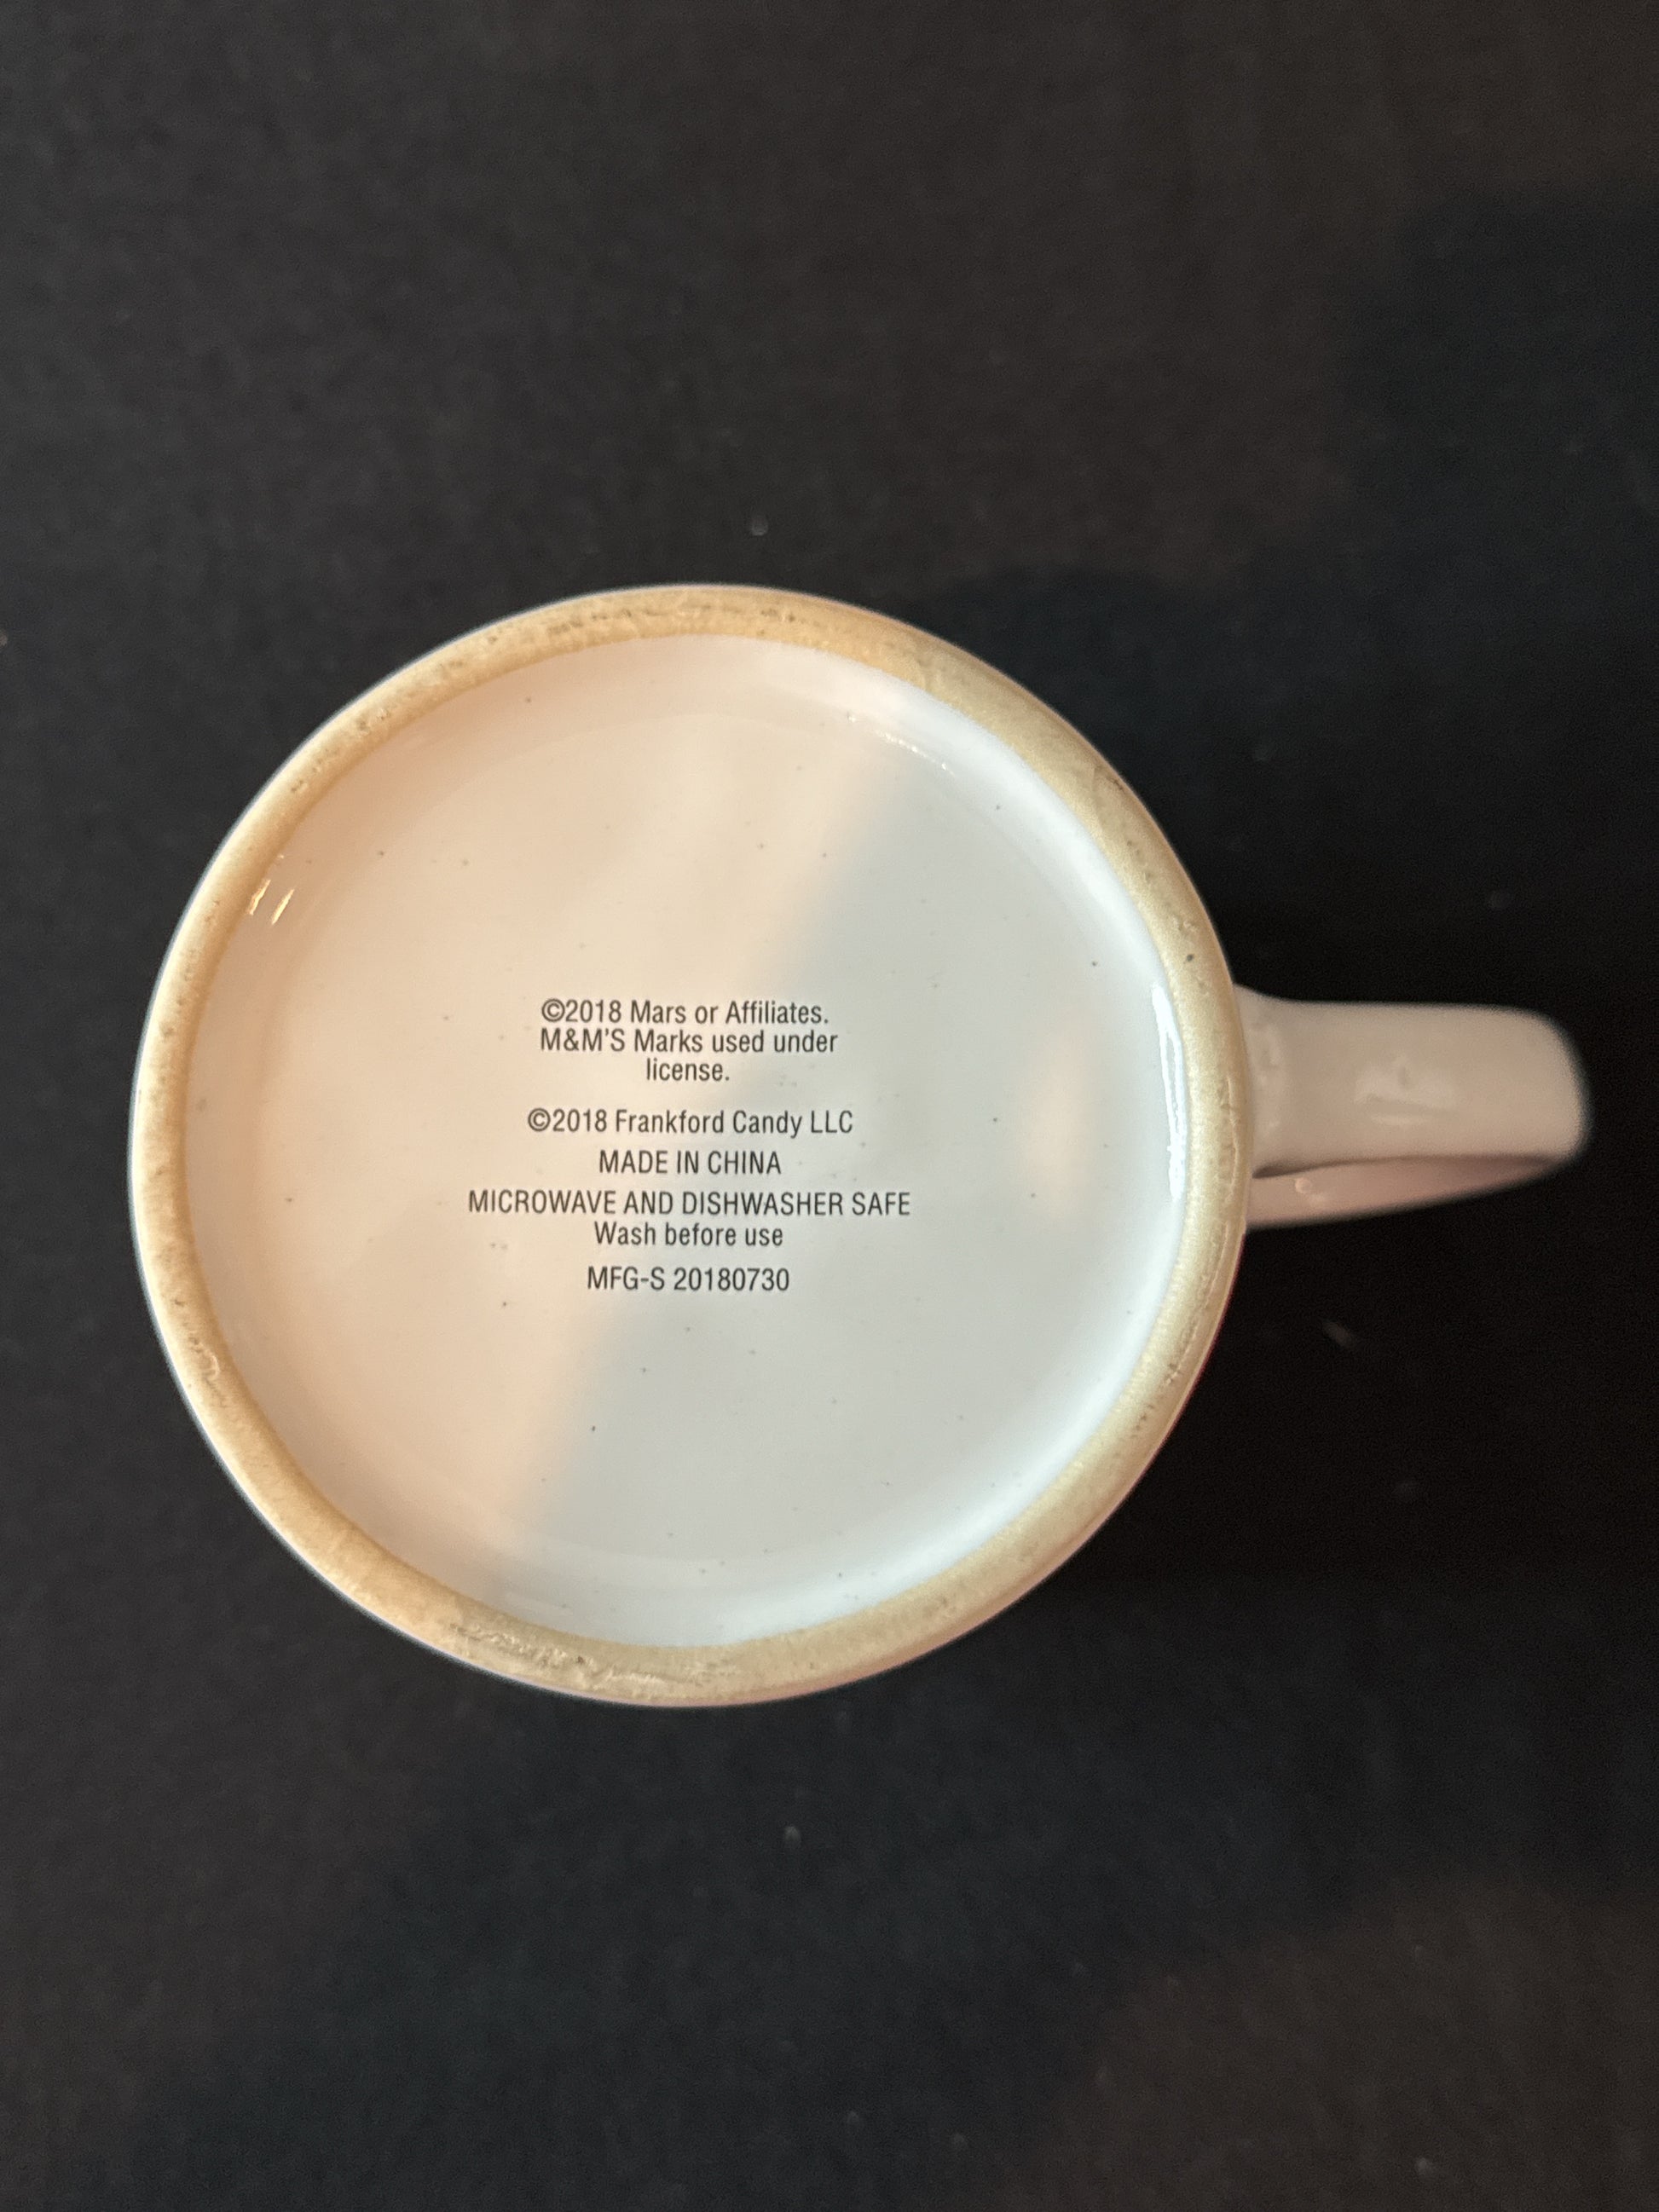 ©2018 Mars or Affiliates.
M&M'S Marks used under
license.
©2018 Frankford Candy LLC
MADE IN CHINA
MICROWAVE AND DISHWASHER SAFE
Wash before use
MFG-S 20180730